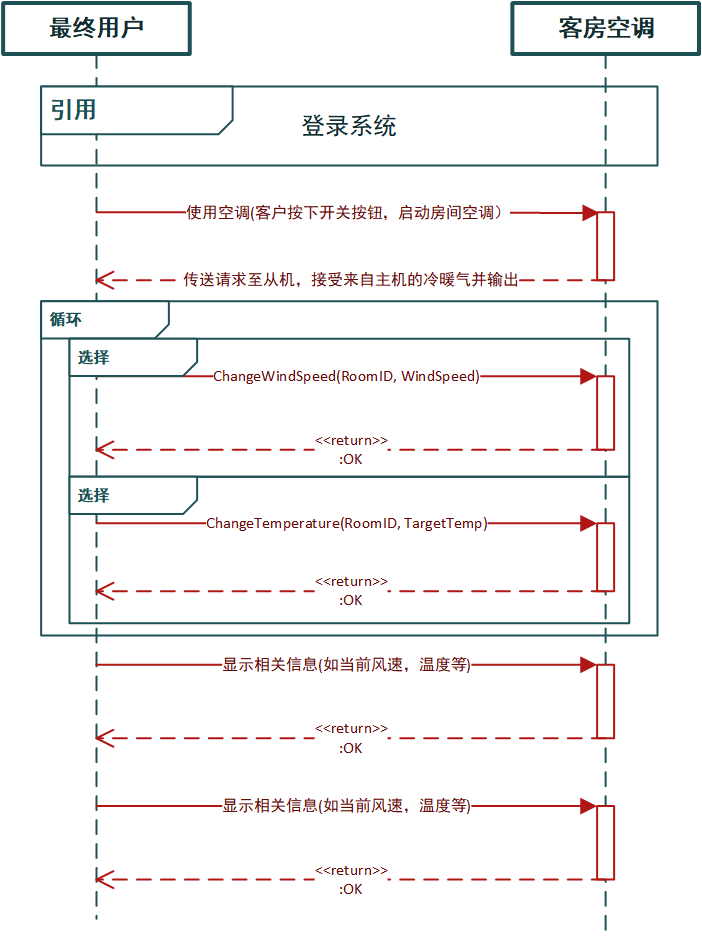 最终用户
客房空调
引用
登录系统
使用空调(客户按下开关按钮，启动房间空调）
传送请求至从机，接受来自主机的冷暖气并输出
循环
选择
ChangeWindSpeed(RoomID, WindSpeed)
<<return>>
:OK
选择
ChangeTemperature(RoomID, TargetTemp)
<<return>>
:OK
显示相关信息(如当前风速，温度等)
<<return>>
:OK
显示相关信息(如当前风速，温度等)
<<return>>
:OK